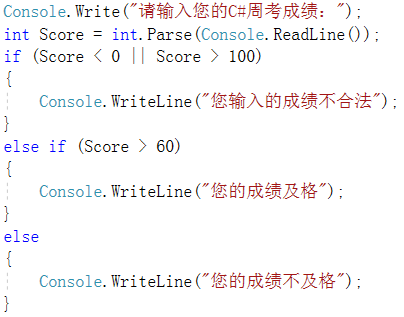 Console.Write("请输入您的C#周考成绩：");
int Score = int.Parse(Console.ReadLine());
if (Score < 0 || Score > 100)
{
    Console.WriteLine("您输入的成绩不合法");
}
else if (Score > 60)
{
    Console.WriteLine("您的成绩及格");
}
else
{
    Console.WriteLine("您的成绩不及格");
}